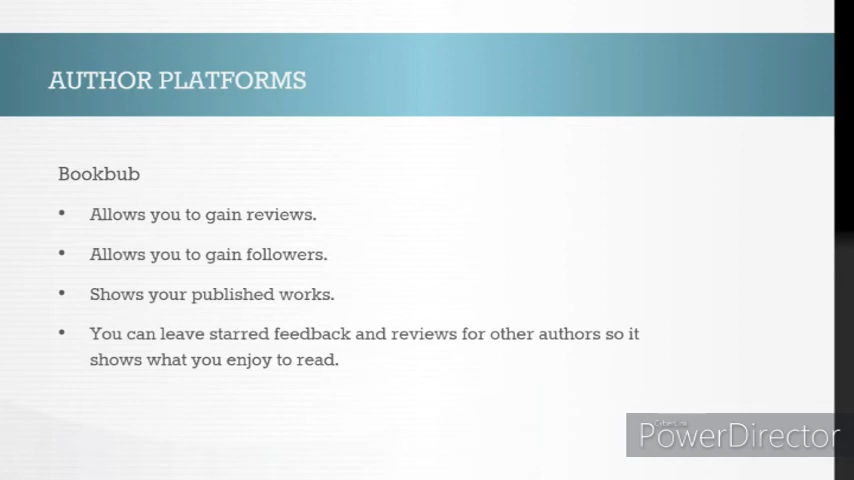 AUTHOR PLATFORMS
Bookbub
• Allows you to gain reviews.
• Allows you to gain followers.
• Shows your published works.
• You can leave starred feedback and reviews for other authors so it
shows what you enjoy to read.
CyberLink
PowerDirector